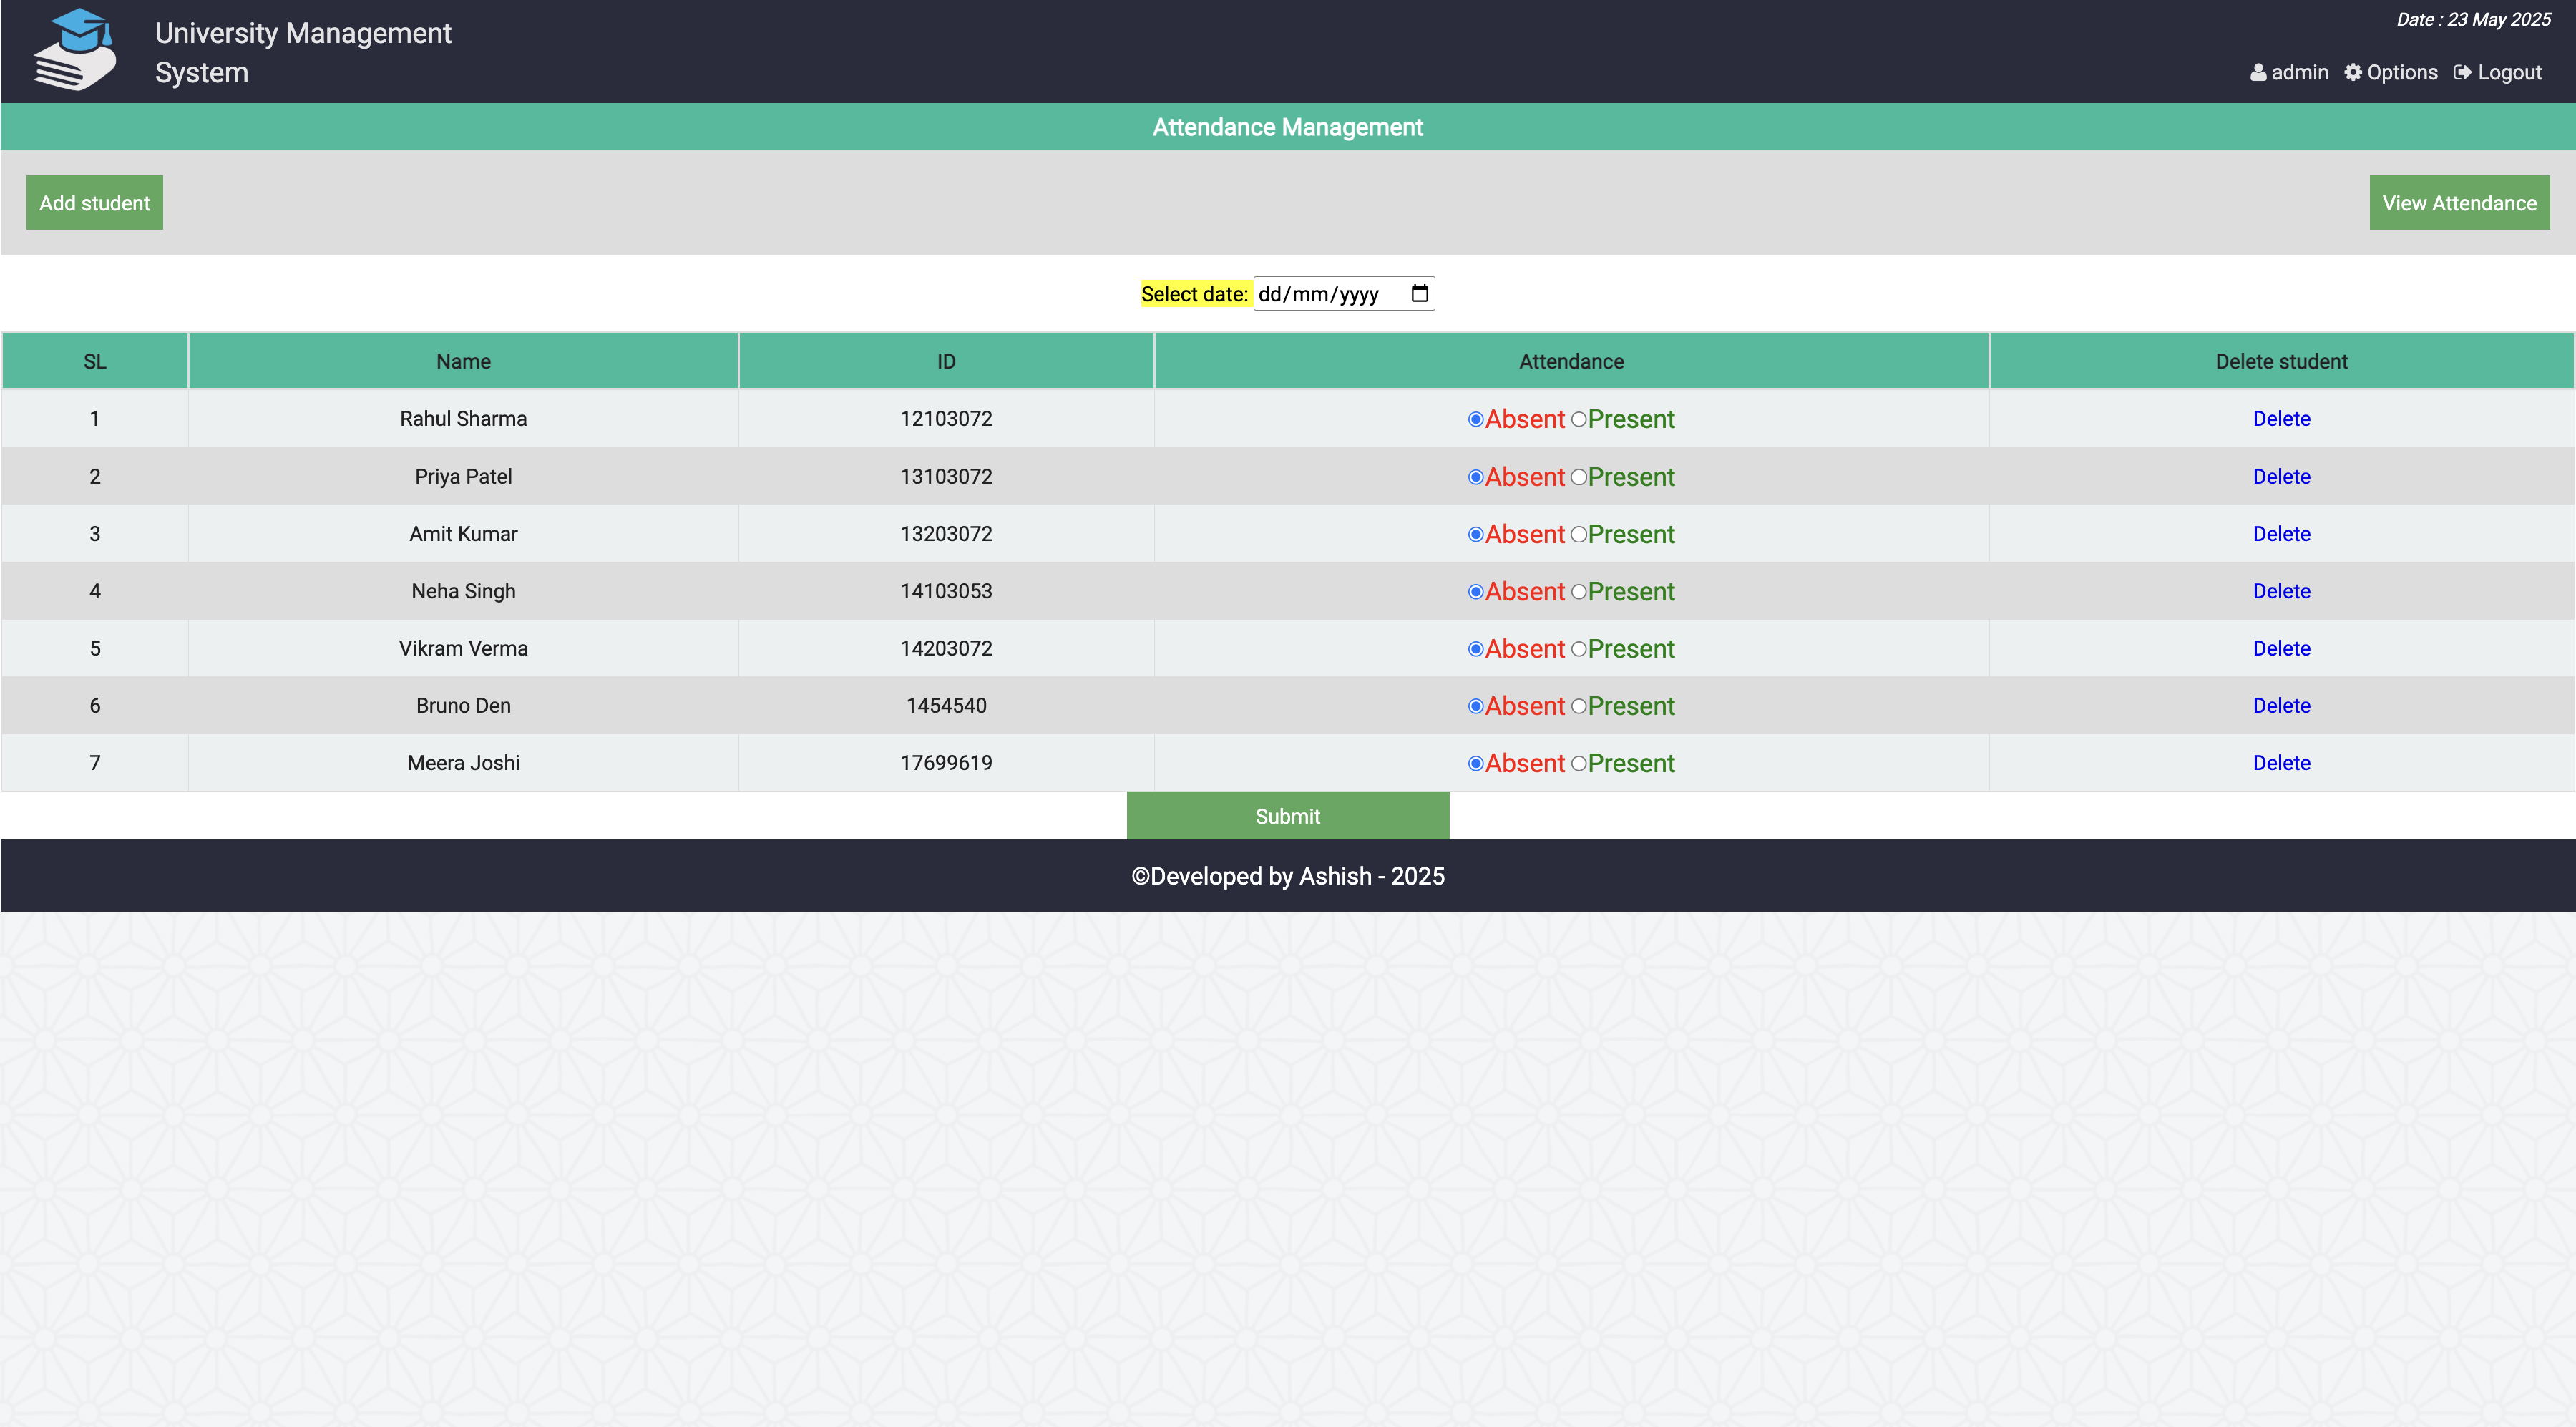 University Management
System
Date : 23 May 2025
admin Options Logout
Attendance Management
Add student View Attendance
Select date: dd/mm/yyyy
SL Name ID Attendance Delete student
1 Rahul Sharma 12103072 Absent Present Delete
2 Priya Patel 13103072 Absent Present Delete
3 Amit Kumar 13203072 Absent Present Delete
4 Neha Singh 14103053 Absent Present Delete
5 Vikram Verma 14203072 Absent Present Delete
6 Bruno Den 1454540 Absent Present Delete
7 Meera Joshi 17699619 Absent Present Delete
Submit
©Developed by Ashish - 2025